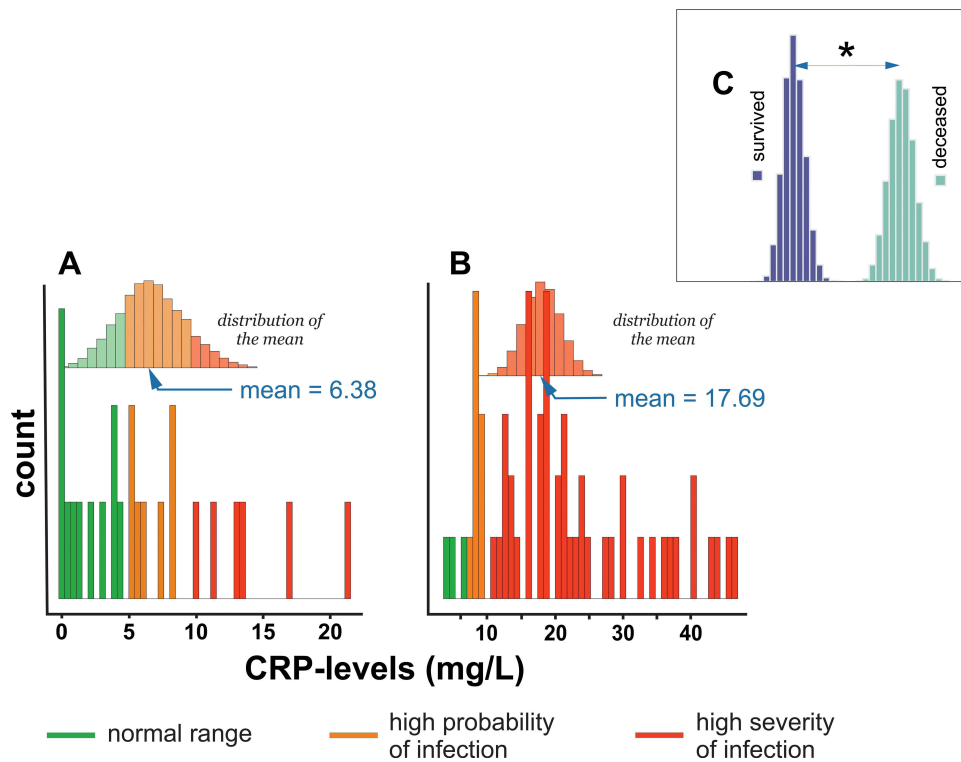 C
*
survived
deceased
A
B
distribution of
the mean
distribution of
the mean
mean = 6.38
mean = 17.69
count
0 5 10 15 20
10 20 30 40
CRP-levels (mg/L)
normal range
high probability
of infection
high severity
of infection